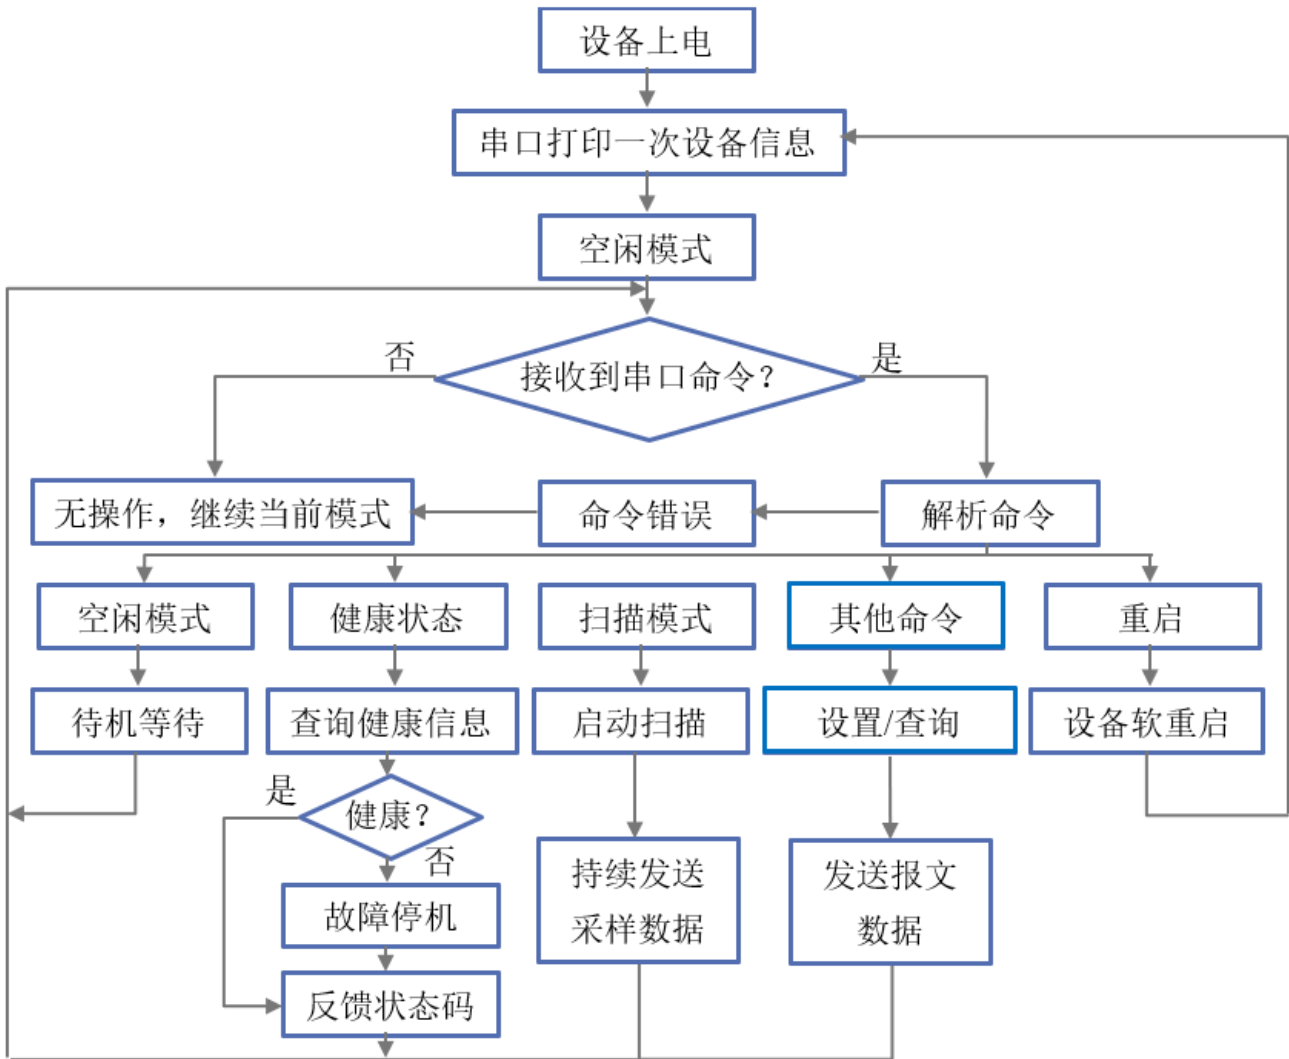 设备上电
串口打印一次设备信息
空闲模式
否
是
接收到串口命令？
无操作，继续当前模式
命令错误
解析命令
空闲模式
健康状态
扫描模式
其他命令
重启
待机等待
查询健康信息
启动扫描
设置/查询
设备软重启
是
健康？
否
持续发送
采样数据
发送报文
数据
故障停机
反馈状态码